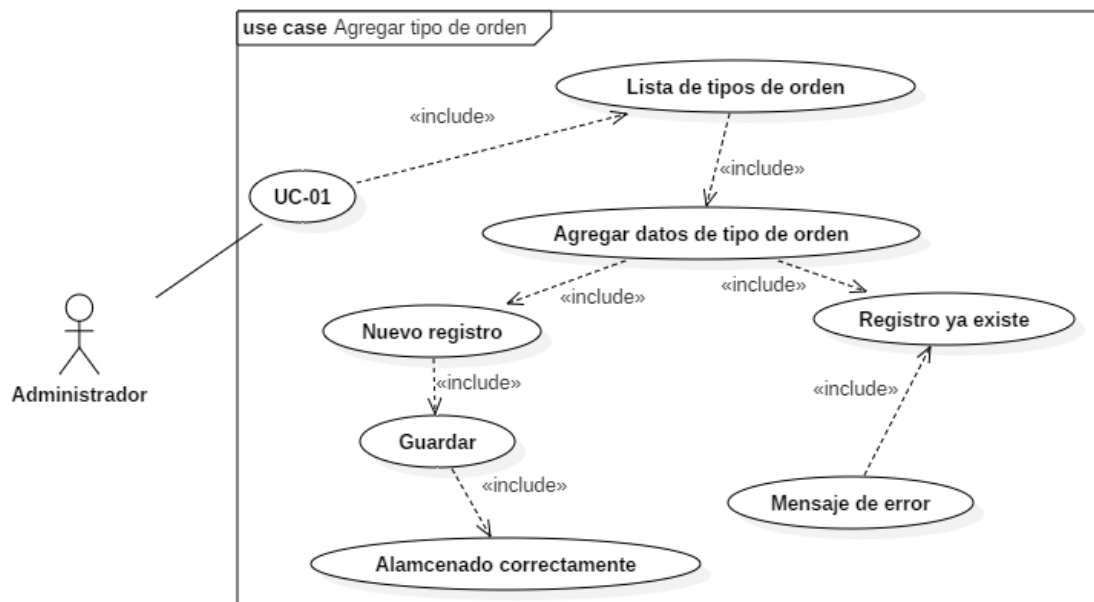 use case Agregar tipo de orden
Lista de tipos de orden
«include»
«include»
UC-01
Agregar datos de tipo de orden
«include»
«include»
Nuevo registro
Registro ya existe
«include»
«include»
Administrador
Guardar
«include»
Mensaje de error
Alamcenado correctamente